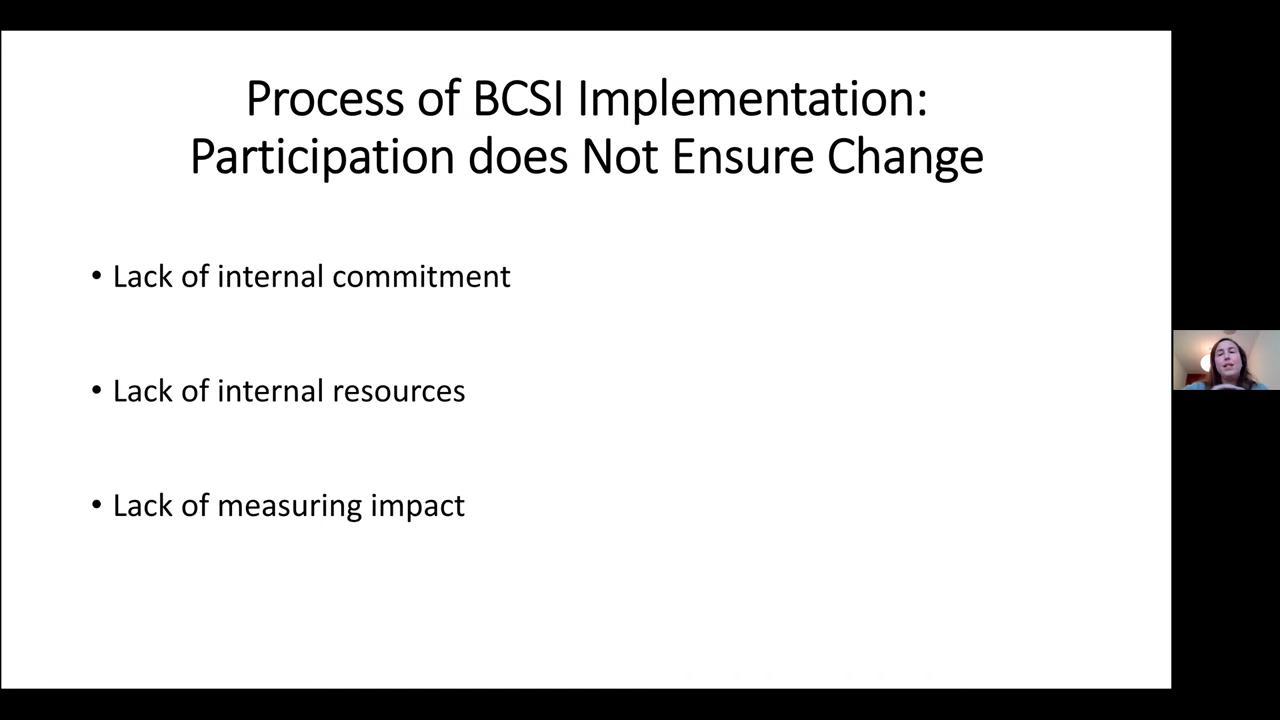 Process of BCSI Implementation:
Participation does Not Ensure Change
• Lack of internal commitment
• Lack of internal resources
• Lack of measuring impact